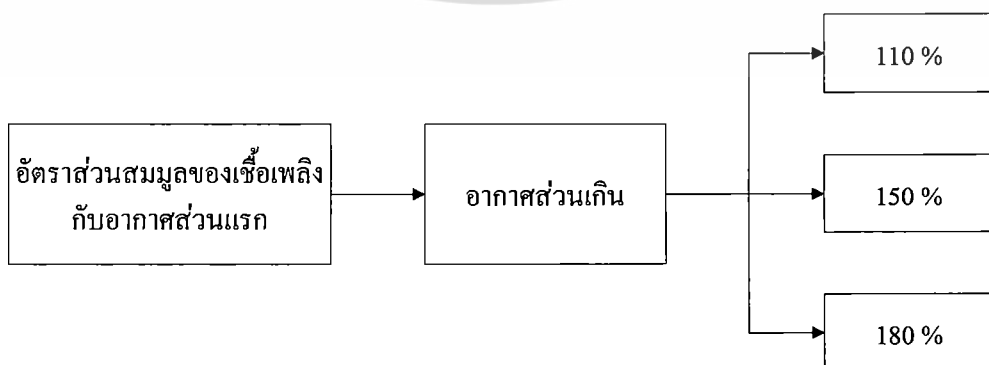 อัตราส่วนสมมูลของเชื้อเพลิง
กับอากาศส่วนแรก
อากาศส่วนเกิน
110 %
150 %
180 %